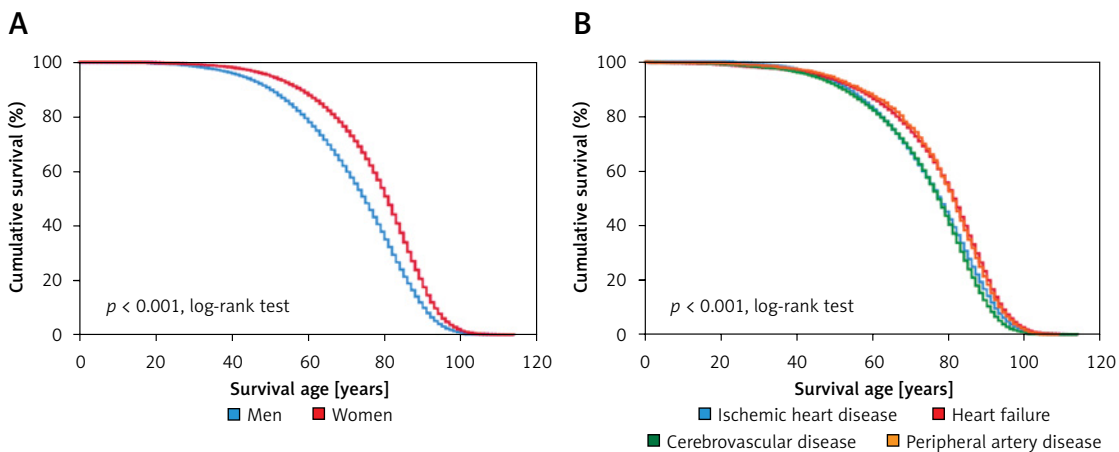 A
Cumulative survival (%)
100
80
60
40
20
0
p < 0.001, log-rank test
0 20 40 60 80 100 120
Survival age [years]
Men Women
B
Cumulative survival (%)
100
80
60
40
20
0
p < 0.001, log-rank test
0 20 40 60 80 100 120
Survival age [years]
Ischemic heart disease Heart failure
Cerebrovascular disease Peripheral artery disease